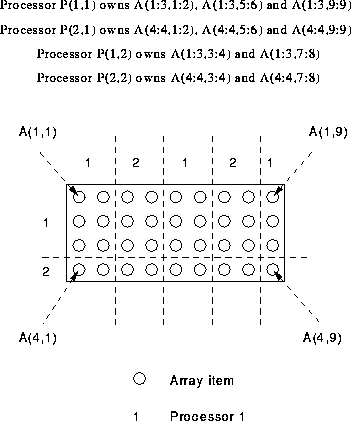 Processor P(1,1) owns A(1:3,1:2), A(1:3,5:6) and A(1:3,9:9)
Processor P(2,1) owns A(4:4,1:2), A(4:4,5:6) and A(4:4,9:9)
Processor P(1,2) owns A(1:3,3:4) and A(1:3,7:8)
Processor P(2,2) owns A(4:4,3:4) and A(4:4,7:8)
A(1,1) A(1,9)
1 2 1 2 1
1
2
A(4,1) A(4,9)
Array item
1 Processor 1